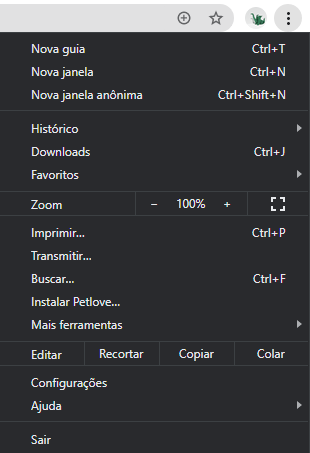 Nova guia Ctrl+T
Nova janela Ctrl+N
Nova janela anônima Ctrl+Shift+N
Histórico
Downloads Ctrl+J
Favoritos
Zoom − 100% +
Imprimir... Ctrl+P
Transmitir...
Buscar... Ctrl+F
Instalar Petlove...
Mais ferramentas
Editar Recortar Copiar Colar
Configurações
Ajuda
Sair